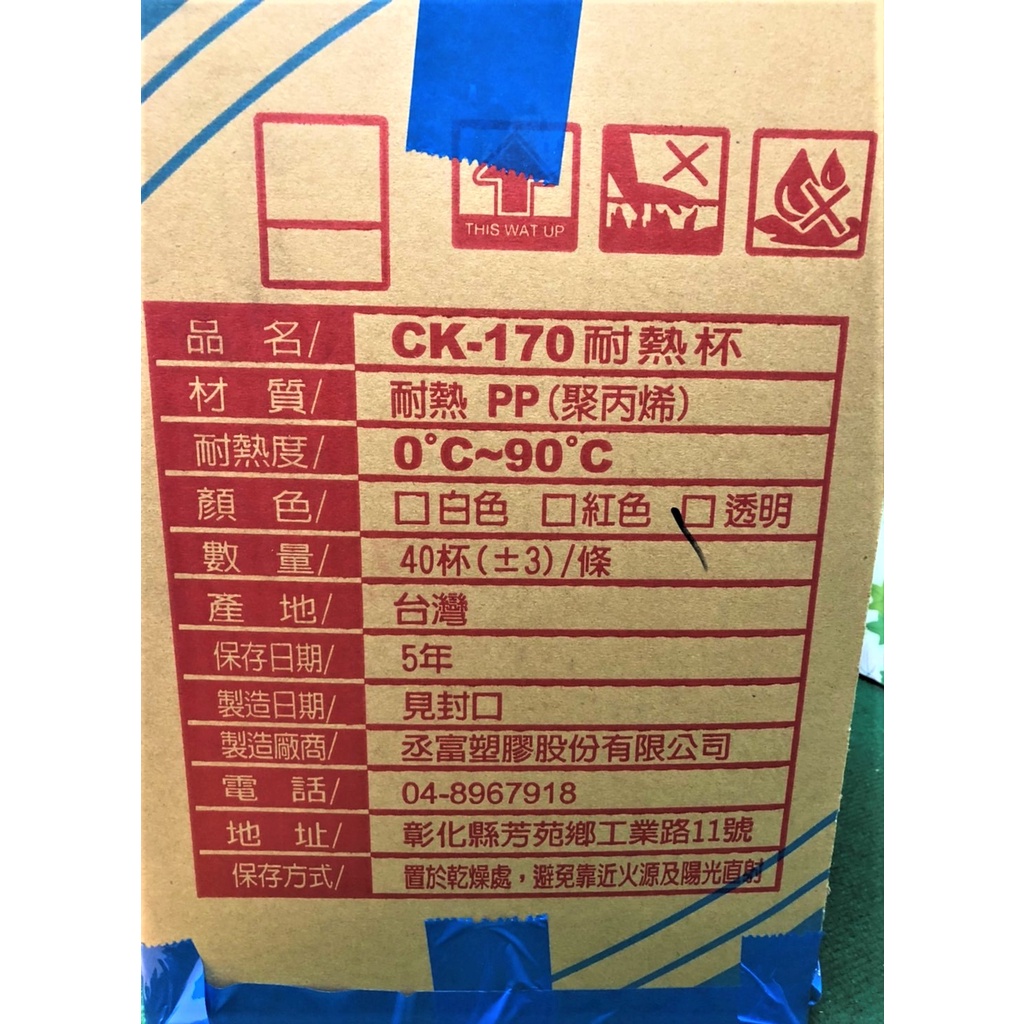 THIS WAT UP
品名/ CK-170耐熱杯
材質/ 耐熱 PP(聚丙烯)
耐熱度/ 0°C~90°C
顏色/ □白色 □紅色 □透明
數量/ 40杯(±3)/條
產地/ 台灣
保存日期/ 5年
製造日期/ 見封口
製造廠商/ 丞富塑膠股份有限公司
電話/ 04-8967918
地址/ 彰化縣芳苑鄉工業路11號
保存方式/ 置於乾燥處，避免靠近火源及陽光直射